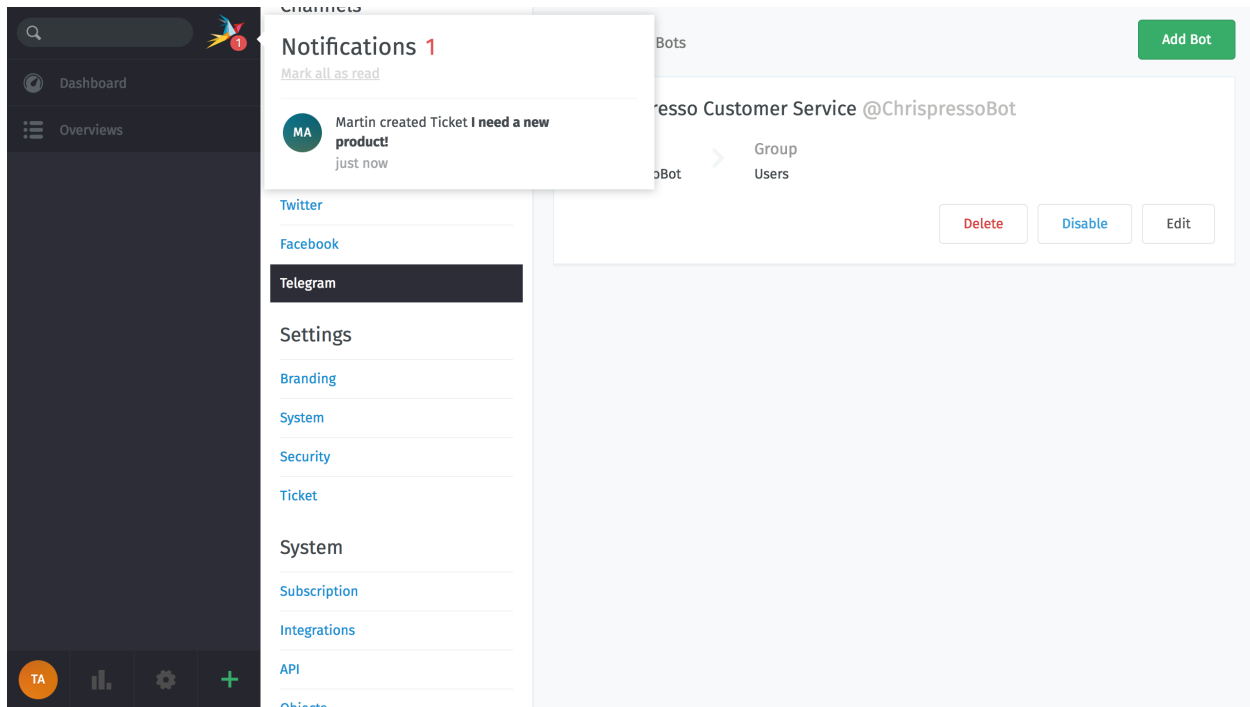 1
Dashboard
Overviews
TA
Channels
Notifications 1
Mark all as read
MA
Martin created Ticket I need a new
product!
just now
Twitter
Facebook
Telegram
Settings
Branding
System
Security
Ticket
System
Subscription
Integrations
API
Objects
Bots
Add Bot
resso Customer Service @ChrispressoBot
oBot
Group
Users
Delete
Disable
Edit